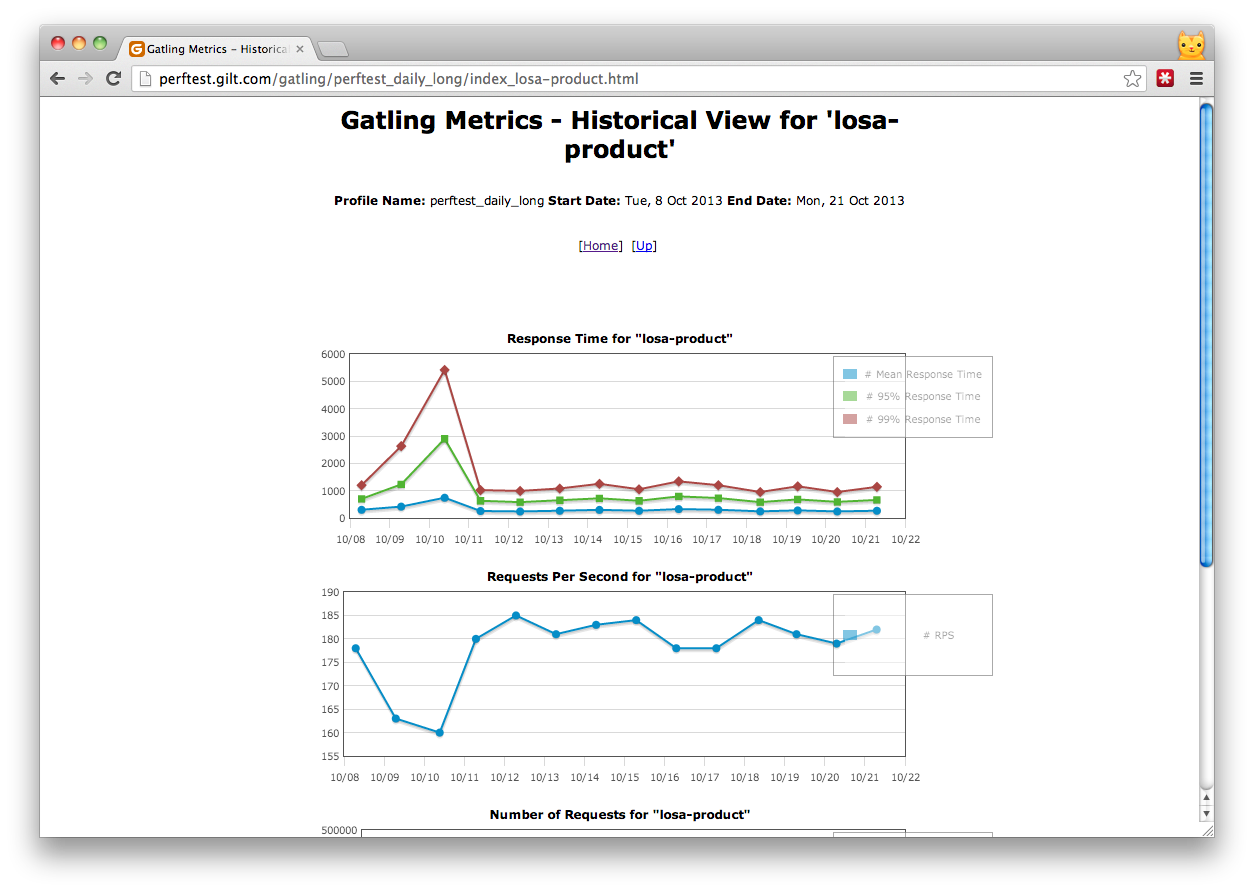 Gatling Metrics – Historical
perftest.gilt.com/gatling/perftest_daily_long/index_losa-product.html
Gatling Metrics - Historical View for 'losa-
product'
Profile Name: perftest_daily_long Start Date: Tue, 8 Oct 2013 End Date: Mon, 21 Oct 2013
[Home] [Up]
Response Time for "losa-product"
6000
5000
4000
3000
2000
1000
0
# Mean Response Time
# 95% Response Time
# 99% Response Time
10/08 10/09 10/10 10/11 10/12 10/13 10/14 10/15 10/16 10/17 10/18 10/19 10/20 10/21 10/22
Requests Per Second for "losa-product"
190
185
180
175
170
165
160
155
# RPS
10/08 10/09 10/10 10/11 10/12 10/13 10/14 10/15 10/16 10/17 10/18 10/19 10/20 10/21 10/22
Number of Requests for "losa-product"
500000